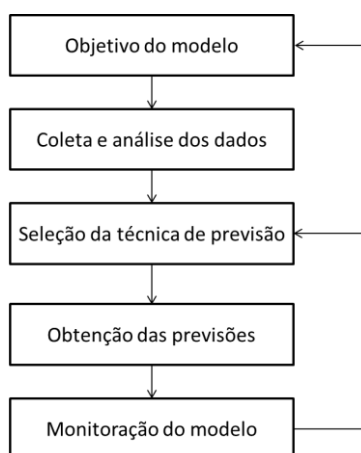 Objetivo do modelo
Coleta e análise dos dados
Seleção da técnica de previsão
Obtenção das previsões
Monitoração do modelo